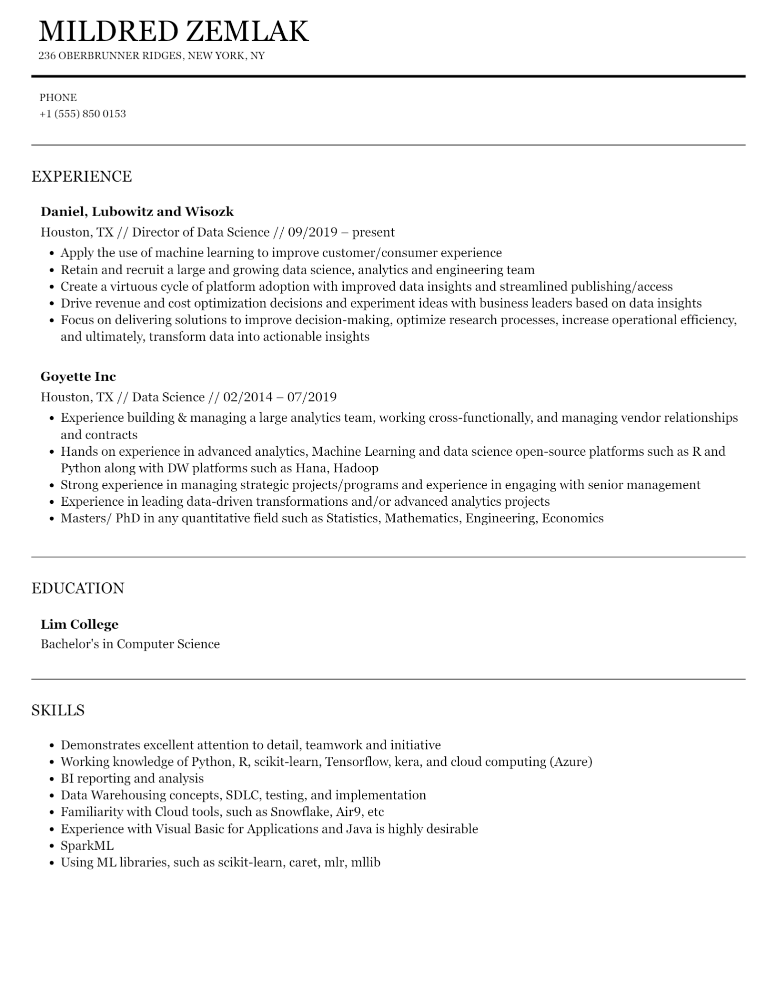 MILDRED ZEMLAK
236 OBERBRUNNER RIDGES, NEW YORK, NY
PHONE
+1 (555) 850 0153
EXPERIENCE
Daniel, Lubowitz and Wisozk
Houston, TX // Director of Data Science // 09/2019 – present
• Apply the use of machine learning to improve customer/consumer experience
• Retain and recruit a large and growing data science, analytics and engineering team
• Create a virtuous cycle of platform adoption with improved data insights and streamlined publishing/access
• Drive revenue and cost optimization decisions and experiment ideas with business leaders based on data insights
• Focus on delivering solutions to improve decision-making, optimize research processes, increase operational efficiency,
and ultimately, transform data into actionable insights
Goyette Inc
Houston, TX // Data Science // 02/2014 – 07/2019
• Experience building & managing a large analytics team, working cross-functionally, and managing vendor relationships
and contracts
• Hands on experience in advanced analytics, Machine Learning and data science open-source platforms such as R and
Python along with DW platforms such as Hana, Hadoop
• Strong experience in managing strategic projects/programs and experience in engaging with senior management
• Experience in leading data-driven transformations and/or advanced analytics projects
• Masters/ PhD in any quantitative field such as Statistics, Mathematics, Engineering, Economics
EDUCATION
Lim College
Bachelor's in Computer Science
SKILLS
• Demonstrates excellent attention to detail, teamwork and initiative
• Working knowledge of Python, R, scikit-learn, Tensorflow, kera, and cloud computing (Azure)
• BI reporting and analysis
• Data Warehousing concepts, SDLC, testing, and implementation
• Familiarity with Cloud tools, such as Snowflake, Air9, etc
• Experience with Visual Basic for Applications and Java is highly desirable
• SparkML
• Using ML libraries, such as scikit-learn, caret, mlr, mllib